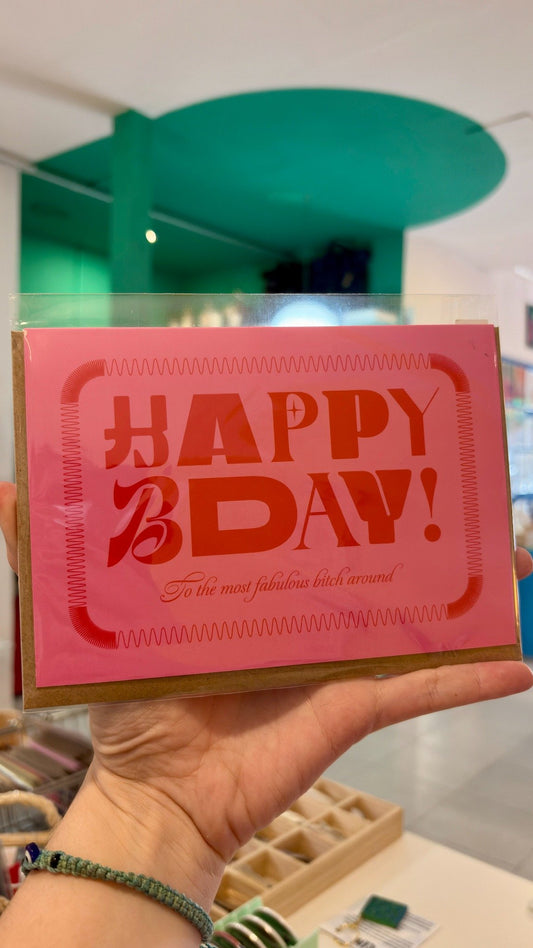 HAPPY
BDAY!
To the most fabulous bitch around